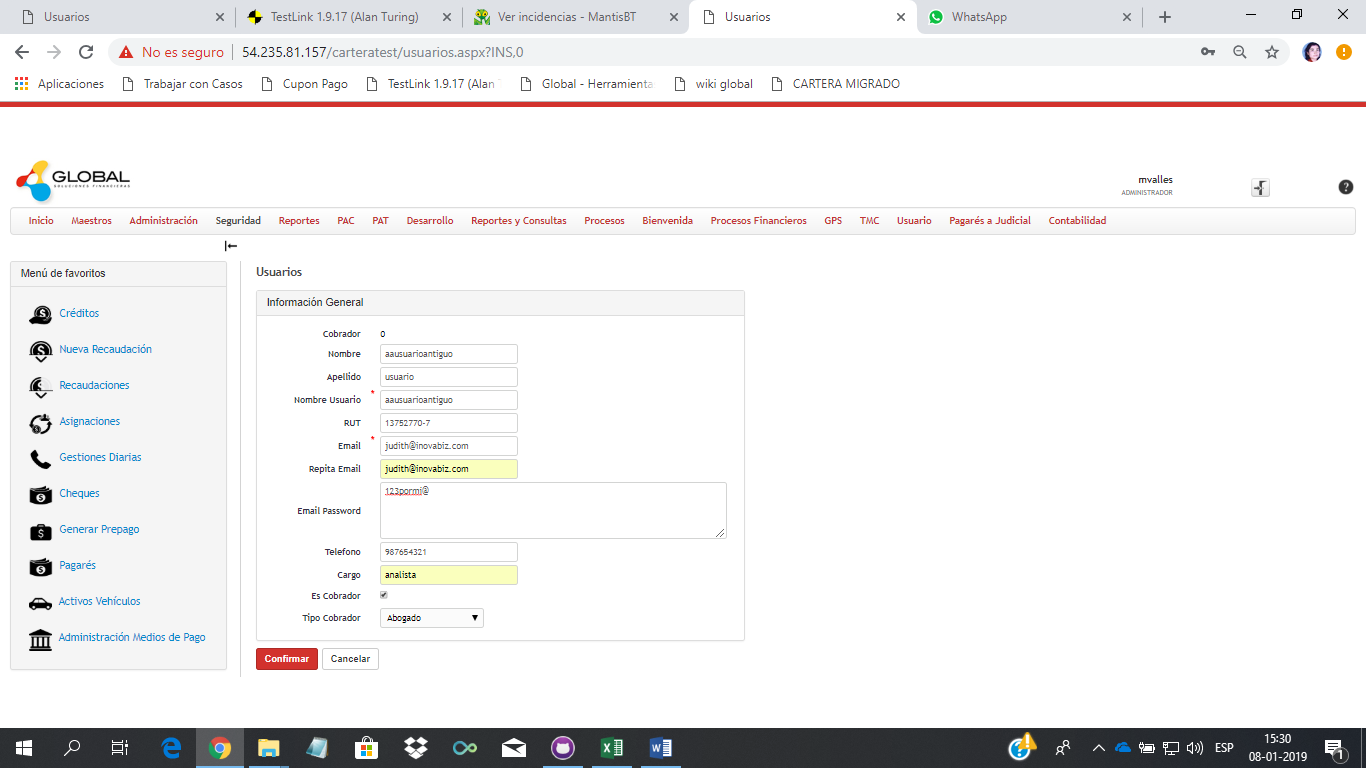 Usuarios
TestLink 1.9.17 (Alan Turing)
Ver incidencias - MantisBT
Usuarios
WhatsApp
No es seguro
54.235.81.157/carteratest/usuarios.aspx?INS,0
Aplicaciones
Trabajar con Casos
Cupon Pago
TestLink 1.9.17 (Alan T
Global - Herramienta
wiki global
CARTERA MIGRADO
GLOBAL
SOLUCIONES FINANCIERAS
mvalles
ADMINISTRADOR
Inicio Maestros Administración Seguridad Reportes PAC PAT Desarrollo Reportes y Consultas Procesos Bienvenida Procesos Financieros GPS TMC Usuario Pagarés a Judicial Contabilidad
Menú de favoritos
Créditos
Nueva Recaudación
Recaudaciones
Asignaciones
Gestiones Diarias
Cheques
Generar Prepago
Pagarés
Activos Vehículos
Administración Medios de Pago
Usuarios
Información General
Cobrador 0
Nombre aausuarioantiguo
Apellido usuario
Nombre Usuario * aausuarioantiguo
RUT 13752770-7
Email * judith@inovabiz.com
Repita Email judith@inovabiz.com
Email Password 123pormi@
Telefono 987654321
Cargo analista
Es Cobrador
Tipo Cobrador Abogado
Confirmar Cancelar
ESP
15:30
08-01-2019
1